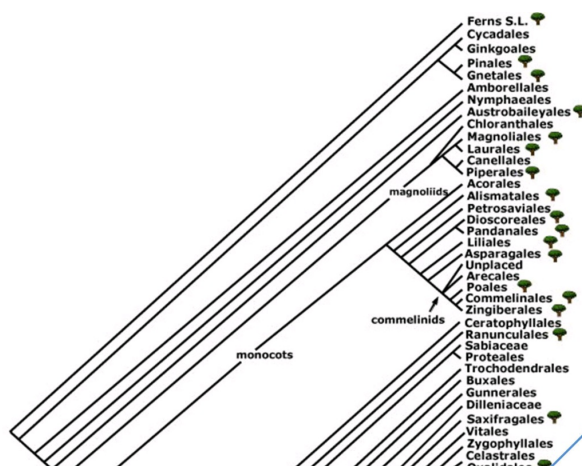 Ferns S.L.
Cycadales
Ginkgoales
Pinales
Gnetales
Amborellales
Nymphaeales
Austrobaileyales
Chloranthales
Magnoliales
Laurales
Canellales
Piperales
magnoliids
Acorales
Alismatales
Petrosaviales
Dioscoreales
Pandanales
Liliales
Asparagales
Unplaced
Arecales
Poales
Commelinales
Zingiberales
commelinids
Ceratophyllales
Ranunculales
Sabiaceae
monocots
Proteales
Trochodendrales
Buxales
Gunnerales
Dilleniaceae
Saxifragales
Vitales
Zygophyllales
Celastrales